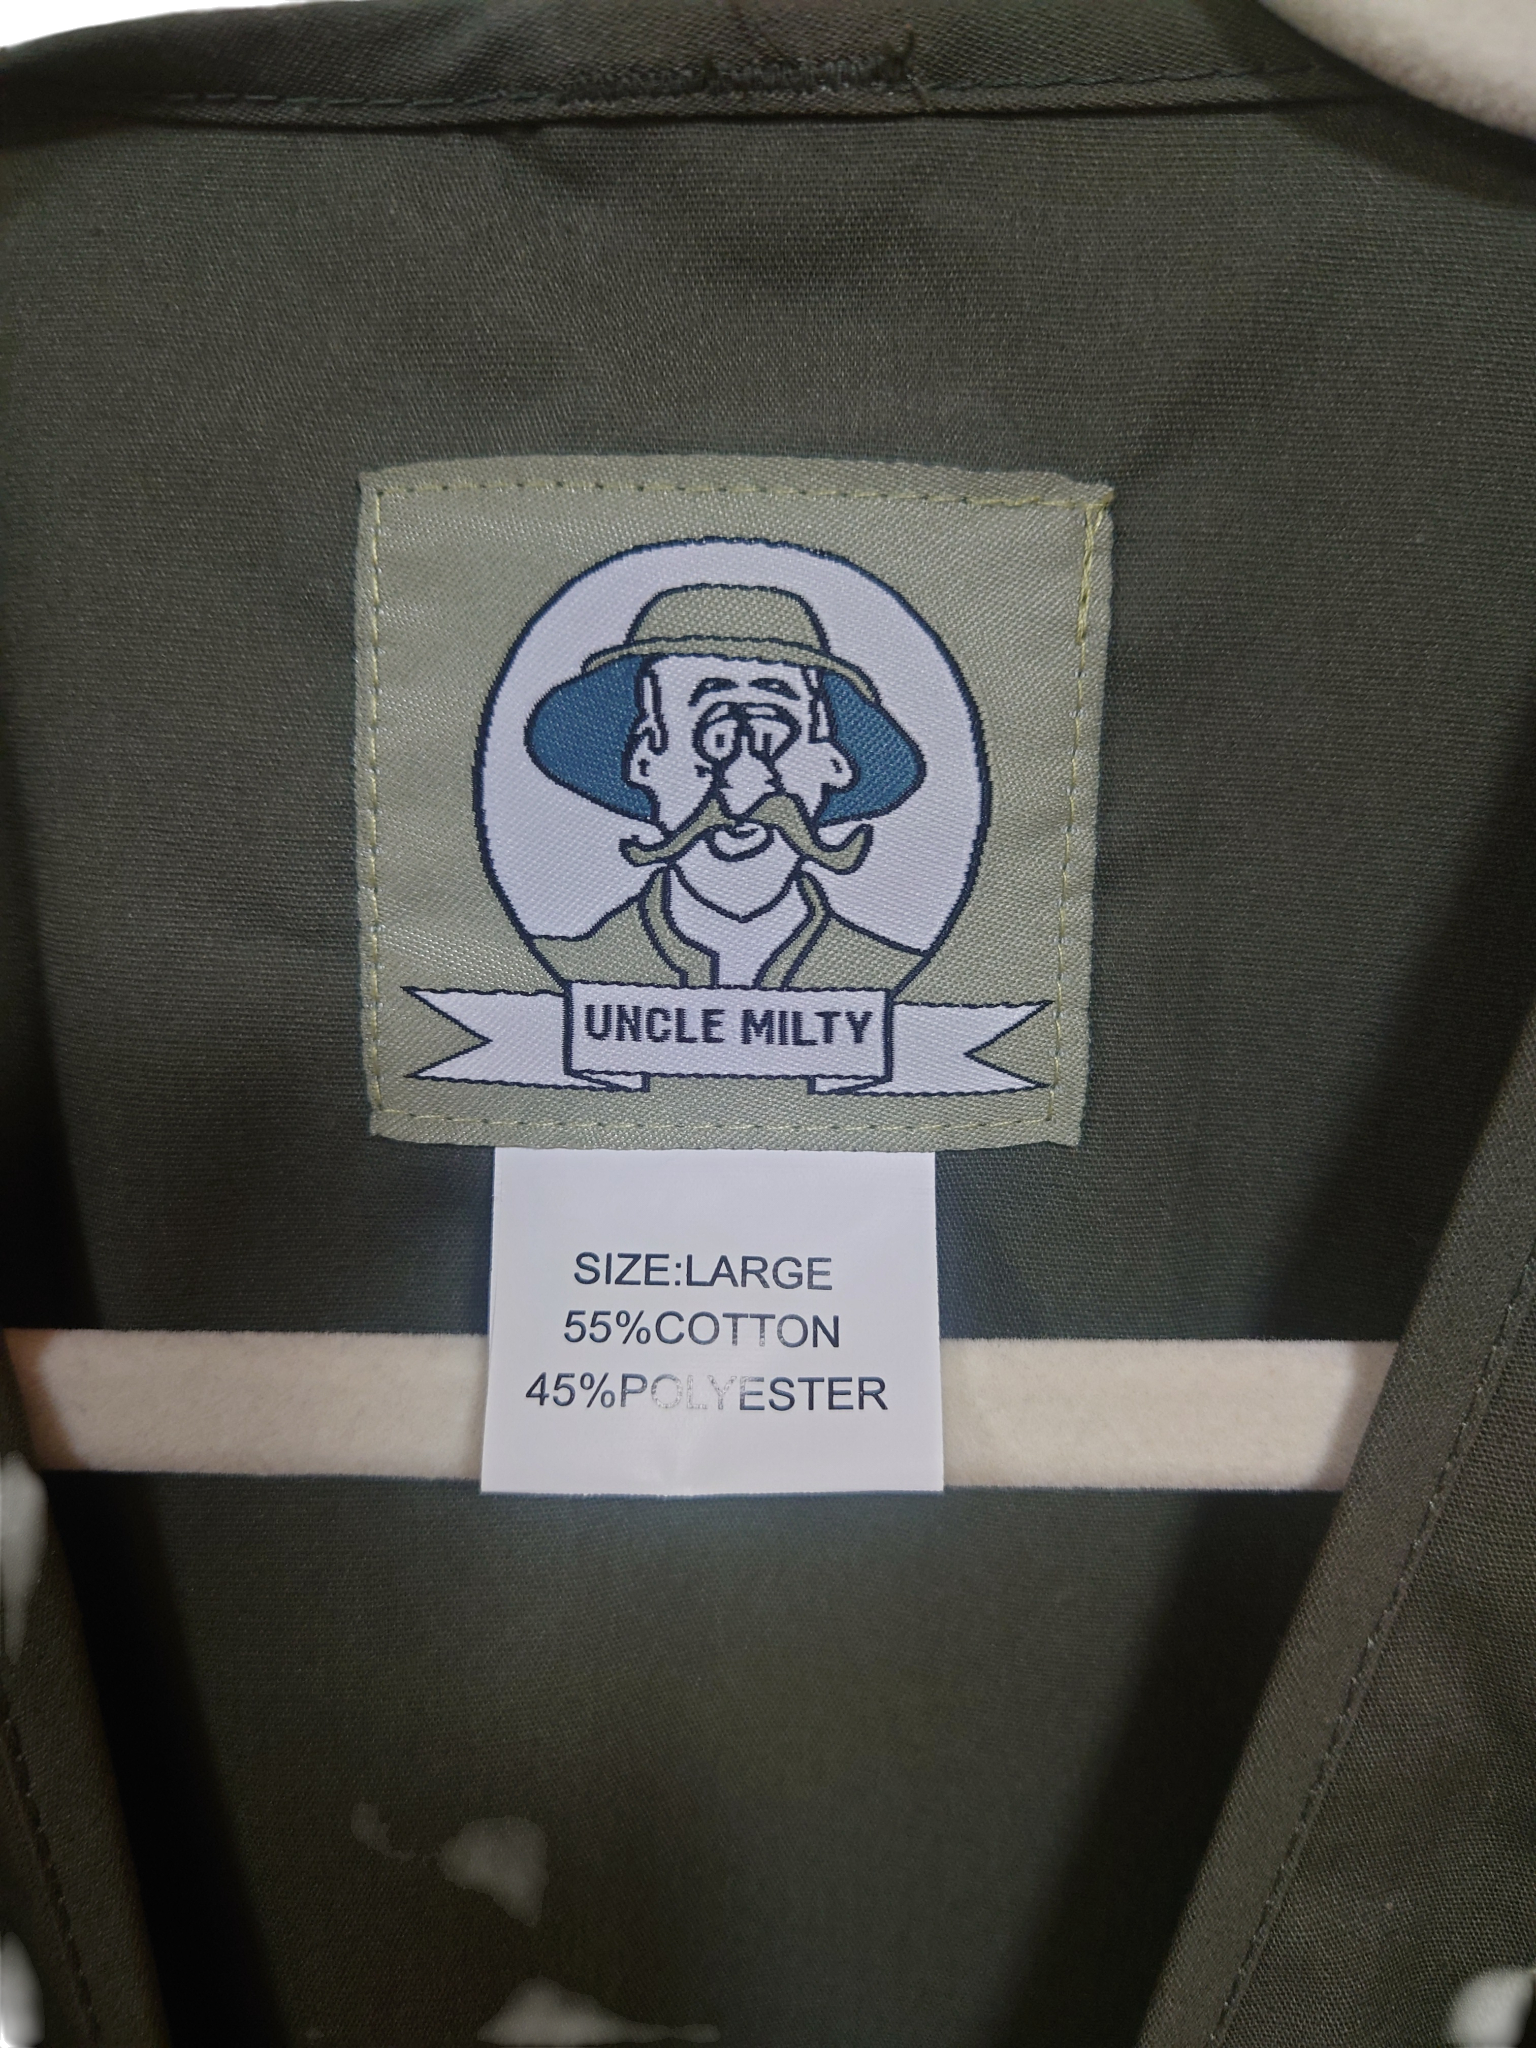 UNCLE MILTY
SIZE:LARGE
55%COTTON
45%POLYESTER